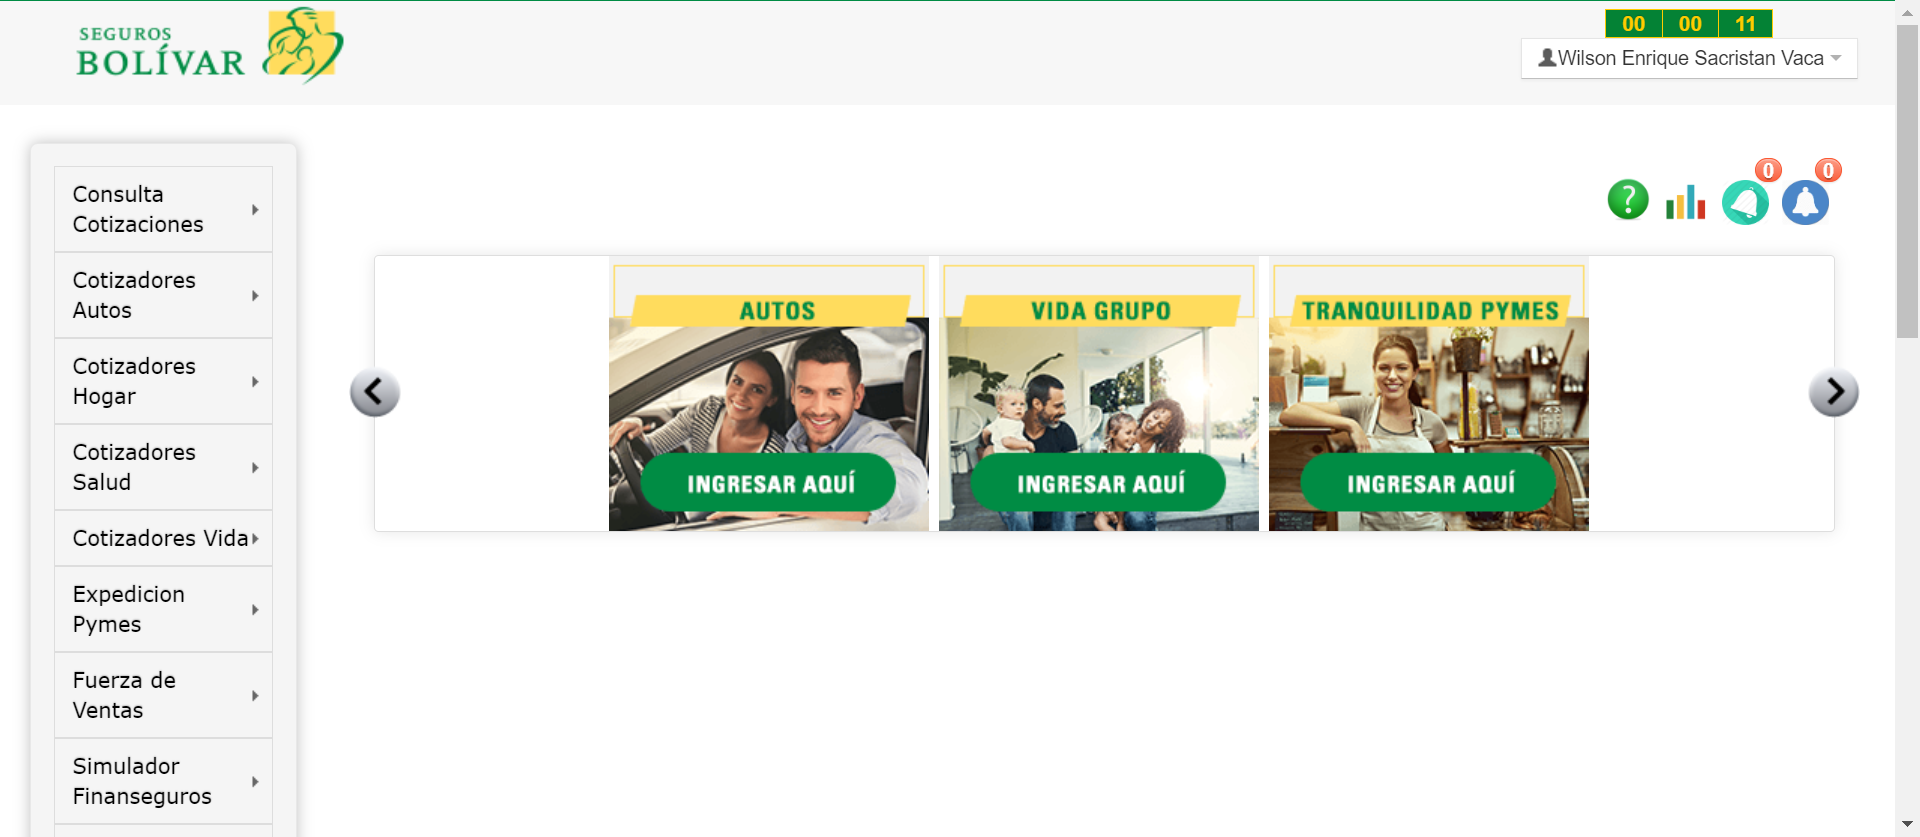 SEGUROS
BOLÍVAR
00 00 11
Wilson Enrique Sacristan Vaca
Consulta
Cotizaciones
Cotizadores
Autos
Cotizadores
Hogar
Cotizadores
Salud
Cotizadores Vida
Expedicion
Pymes
Fuerza de
Ventas
Simulador
Finanseguros
?
0
0
AUTOS
INGRESAR AQUÍ
VIDA GRUPO
INGRESAR AQUÍ
TRANQUILIDAD PYMES
INGRESAR AQUÍ